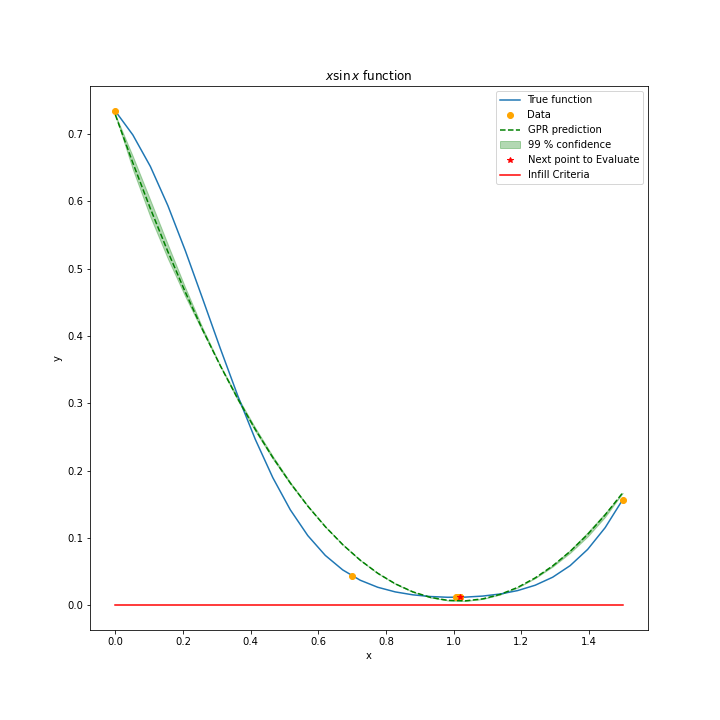 x sin x function
True function
Data
GPR prediction
99 % confidence
Next point to Evaluate
Infill Criteria
y
0.7
0.6
0.5
0.4
0.3
0.2
0.1
0.0
0.0 0.2 0.4 0.6 0.8 1.0 1.2 1.4
x